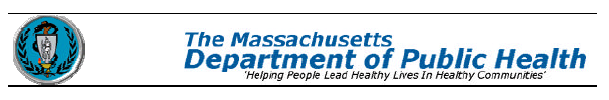 The Massachusetts
Department of Public Health
'Helping People Lead Healthy Lives In Healthy Communities'